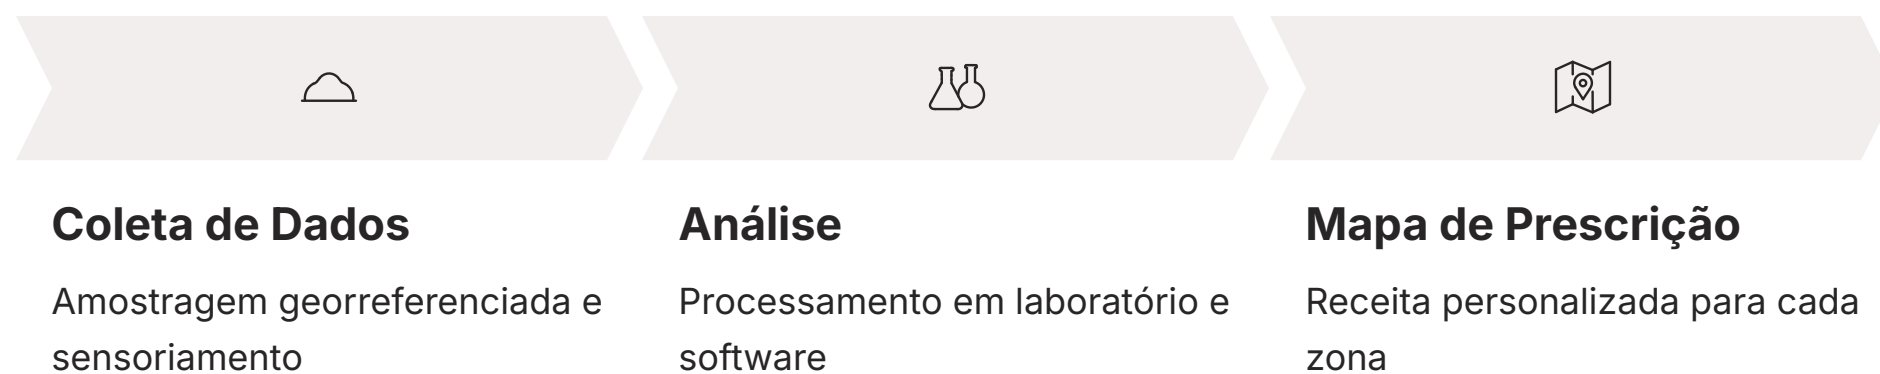 Coleta de Dados
Amostragem georreferenciada e
sensoriamento
Análise
Processamento em laboratório e
software
Mapa de Prescrição
Receita personalizada para cada
zona